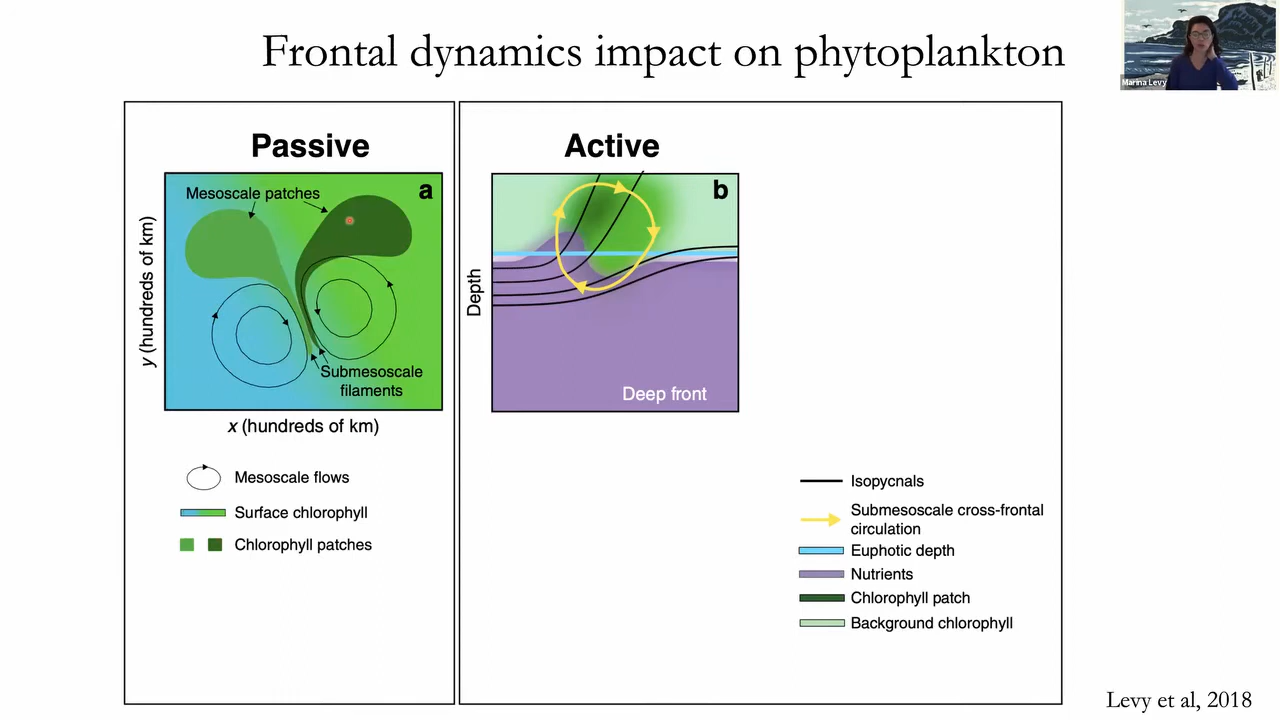 Frontal dynamics impact on phytoplankton
Marina Levy
Passive
Mesoscale patches
a
y (hundreds of km)
Submesoscale
filaments
x (hundreds of km)
Mesoscale flows
Surface chlorophyll
Chlorophyll patches
Active
b
Depth
Deep front
Isopycnals
Submesoscale cross-frontal
circulation
Euphotic depth
Nutrients
Chlorophyll patch
Background chlorophyll
Levy et al, 2018